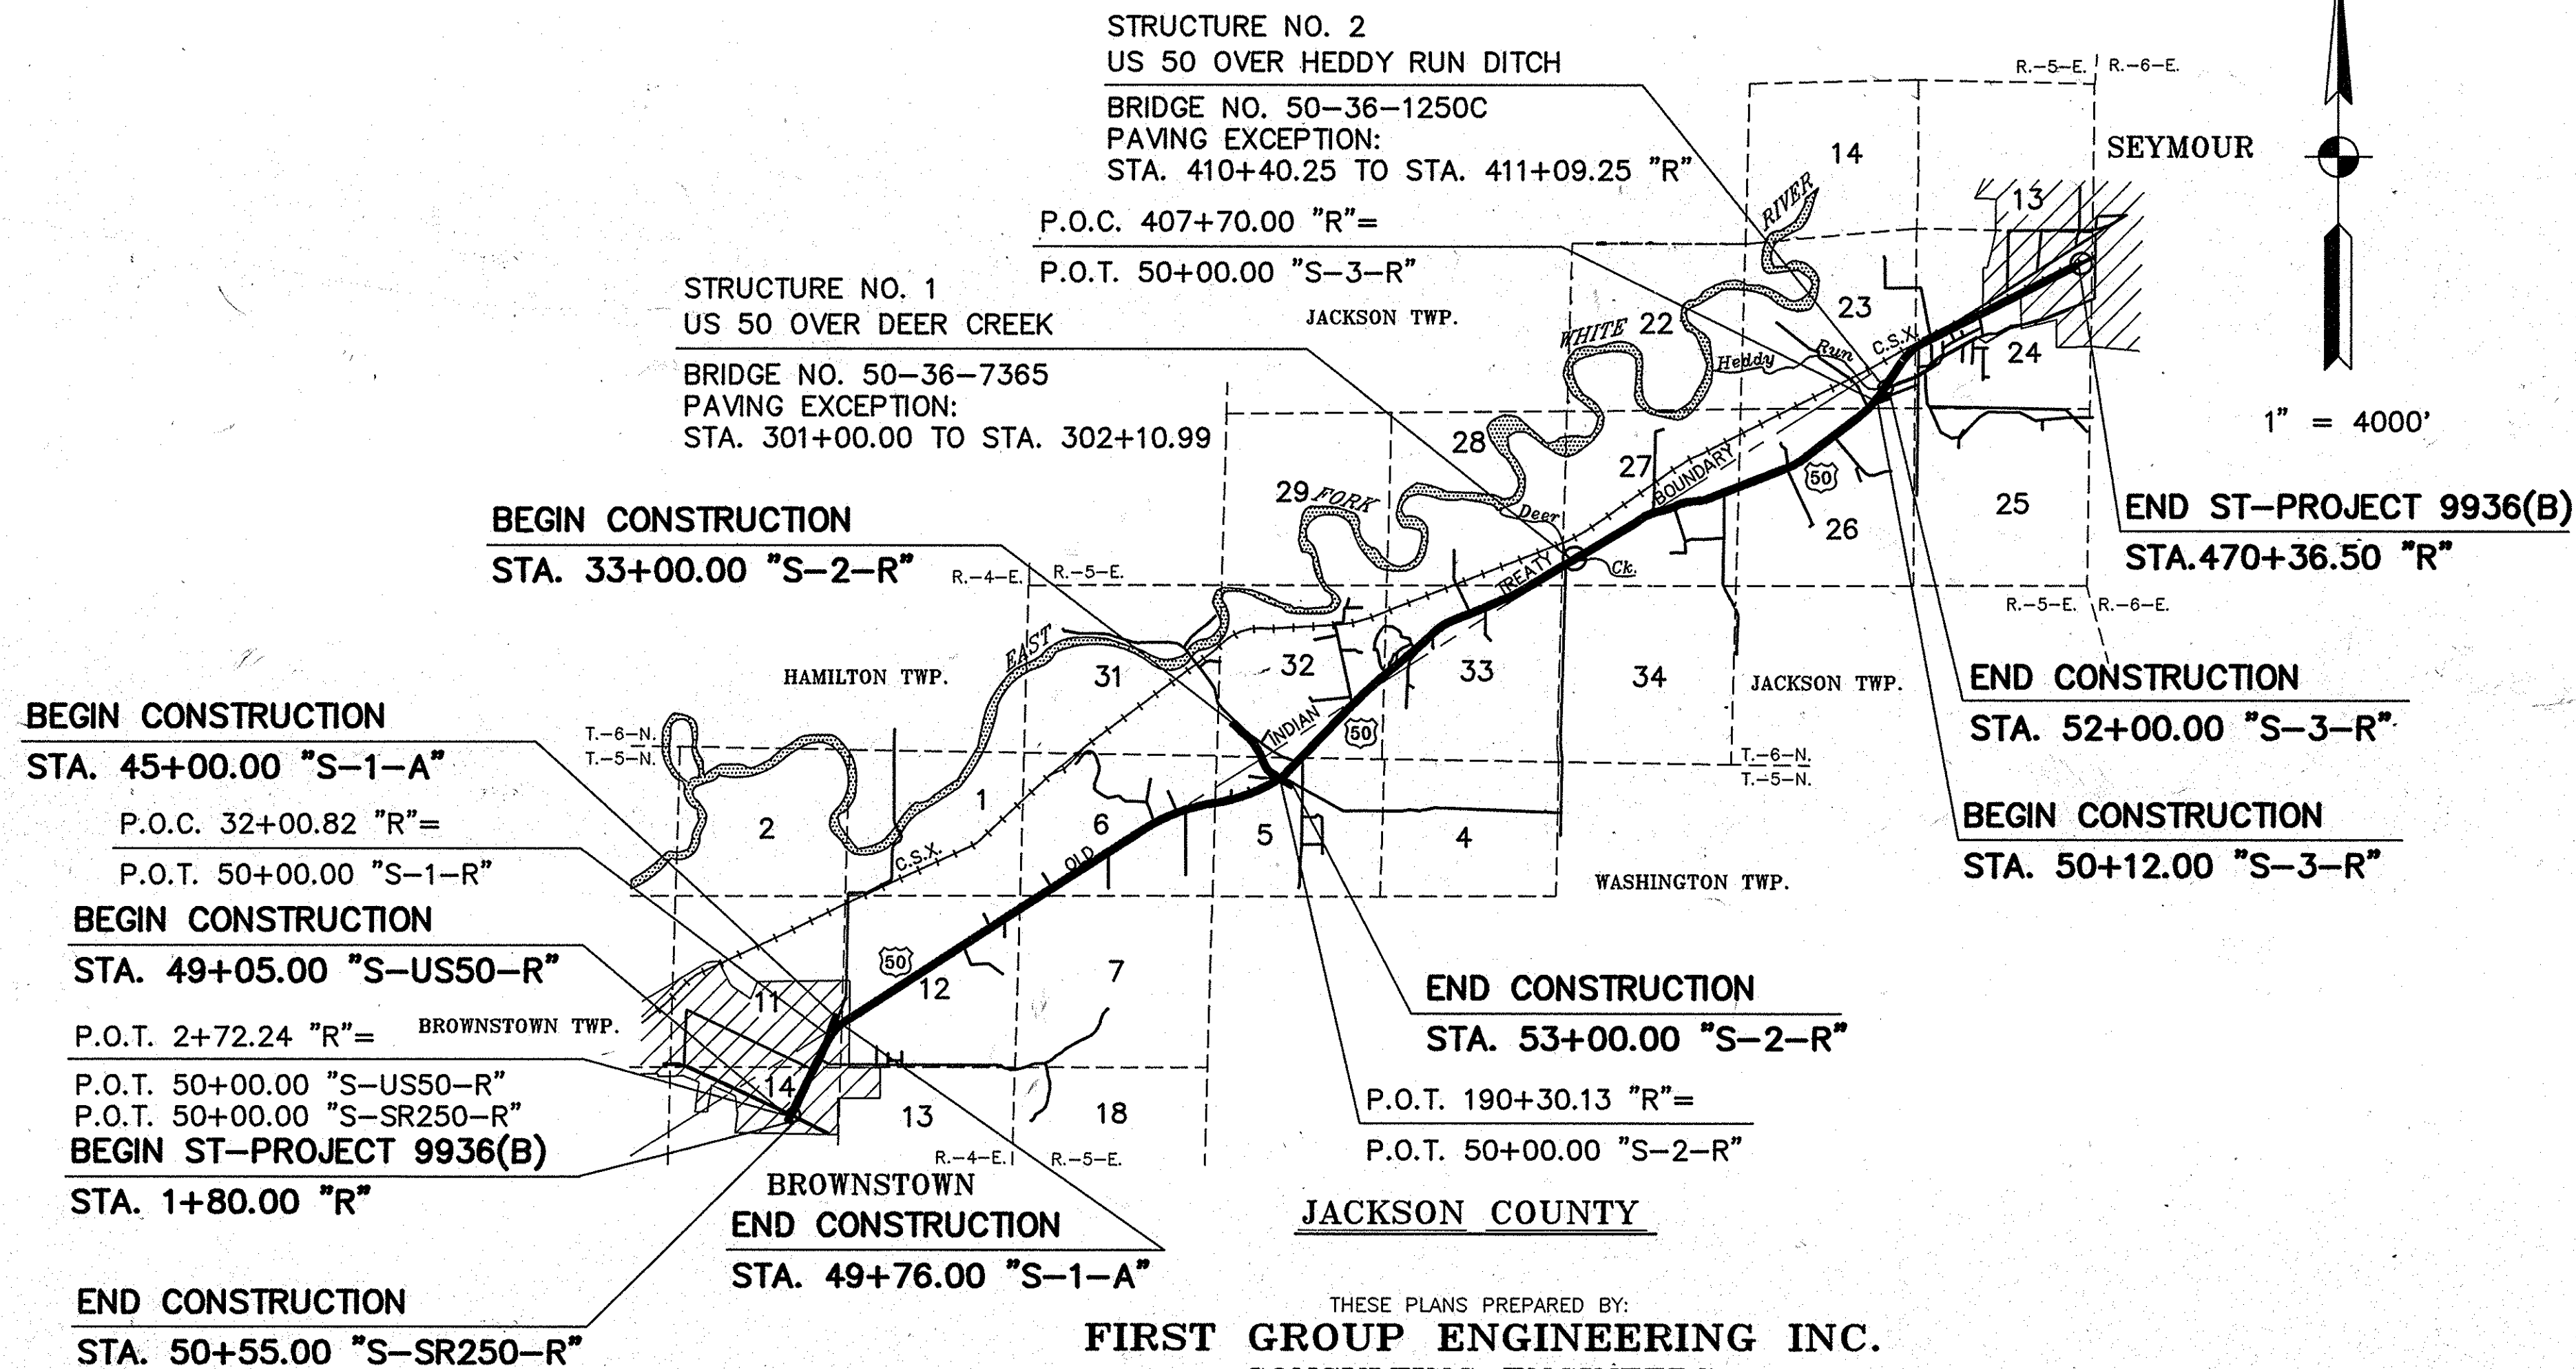 STRUCTURE NO. 2
US 50 OVER HEDDY RUN DITCH
BRIDGE NO. 50-36-1250C
PAVING EXCEPTION:
STA. 410+40.25 TO STA. 411+09.25 "R"
P.O.C. 407+70.00 "R"=
P.O.T. 50+00.00 "S-3-R"
STRUCTURE NO. 1
US 50 OVER DEER CREEK
BRIDGE NO. 50-36-7365
PAVING EXCEPTION:
STA. 301+00.00 TO STA. 302+10.99
BEGIN CONSTRUCTION
STA. 33+00.00 "S-2-R"
BEGIN CONSTRUCTION
STA. 45+00.00 "S-1-A"
P.O.C. 32+00.82 "R"=
P.O.T. 50+00.00 "S-1-R"
BEGIN CONSTRUCTION
STA. 49+05.00 "S-US50-R"
P.O.T. 2+72.24 "R"=
P.O.T. 50+00.00 "S-US50-R"
P.O.T. 50+00.00 "S-SR250-R"
BEGIN ST-PROJECT 9936(B)
STA. 1+80.00 "R"
END CONSTRUCTION
STA. 50+55.00 "S-SR250-R"
R.-5-E. R.-6-E.
SEYMOUR
14
13
RIVER
JACKSON TWP.
WHITE
22
23
Heddy
Run
C.S.X.
24
1" = 4000'
28
27
BOUNDARY
50
29
FORK
Deer
26
25
END ST-PROJECT 9936(B)
STA.470+36.50 "R"
R.-4-E. R.-5-E.
TREATY
Ck.
R.-5-E. R.-6-E.
EAST
HAMILTON TWP.
31
32
33
34
JACKSON TWP.
END CONSTRUCTION
STA. 52+00.00 "S-3-R"
INDIAN
50
T.-6-N.
T.-5-N.
T.-6-N.
T.-5-N.
BEGIN CONSTRUCTION
STA. 50+12.00 "S-3-R"
2
1
6
5
4
C.S.X.
OLD
WASHINGTON TWP.
50
12
7
11
BROWNSTOWN TWP.
14
13
18
R.-4-E. R.-5-E.
BROWNSTOWN
END CONSTRUCTION
STA. 49+76.00 "S-1-A"
END CONSTRUCTION
STA. 53+00.00 "S-2-R"
P.O.T. 190+30.13 "R"=
P.O.T. 50+00.00 "S-2-R"
JACKSON COUNTY
THESE PLANS PREPARED BY:
FIRST GROUP ENGINEERING INC.